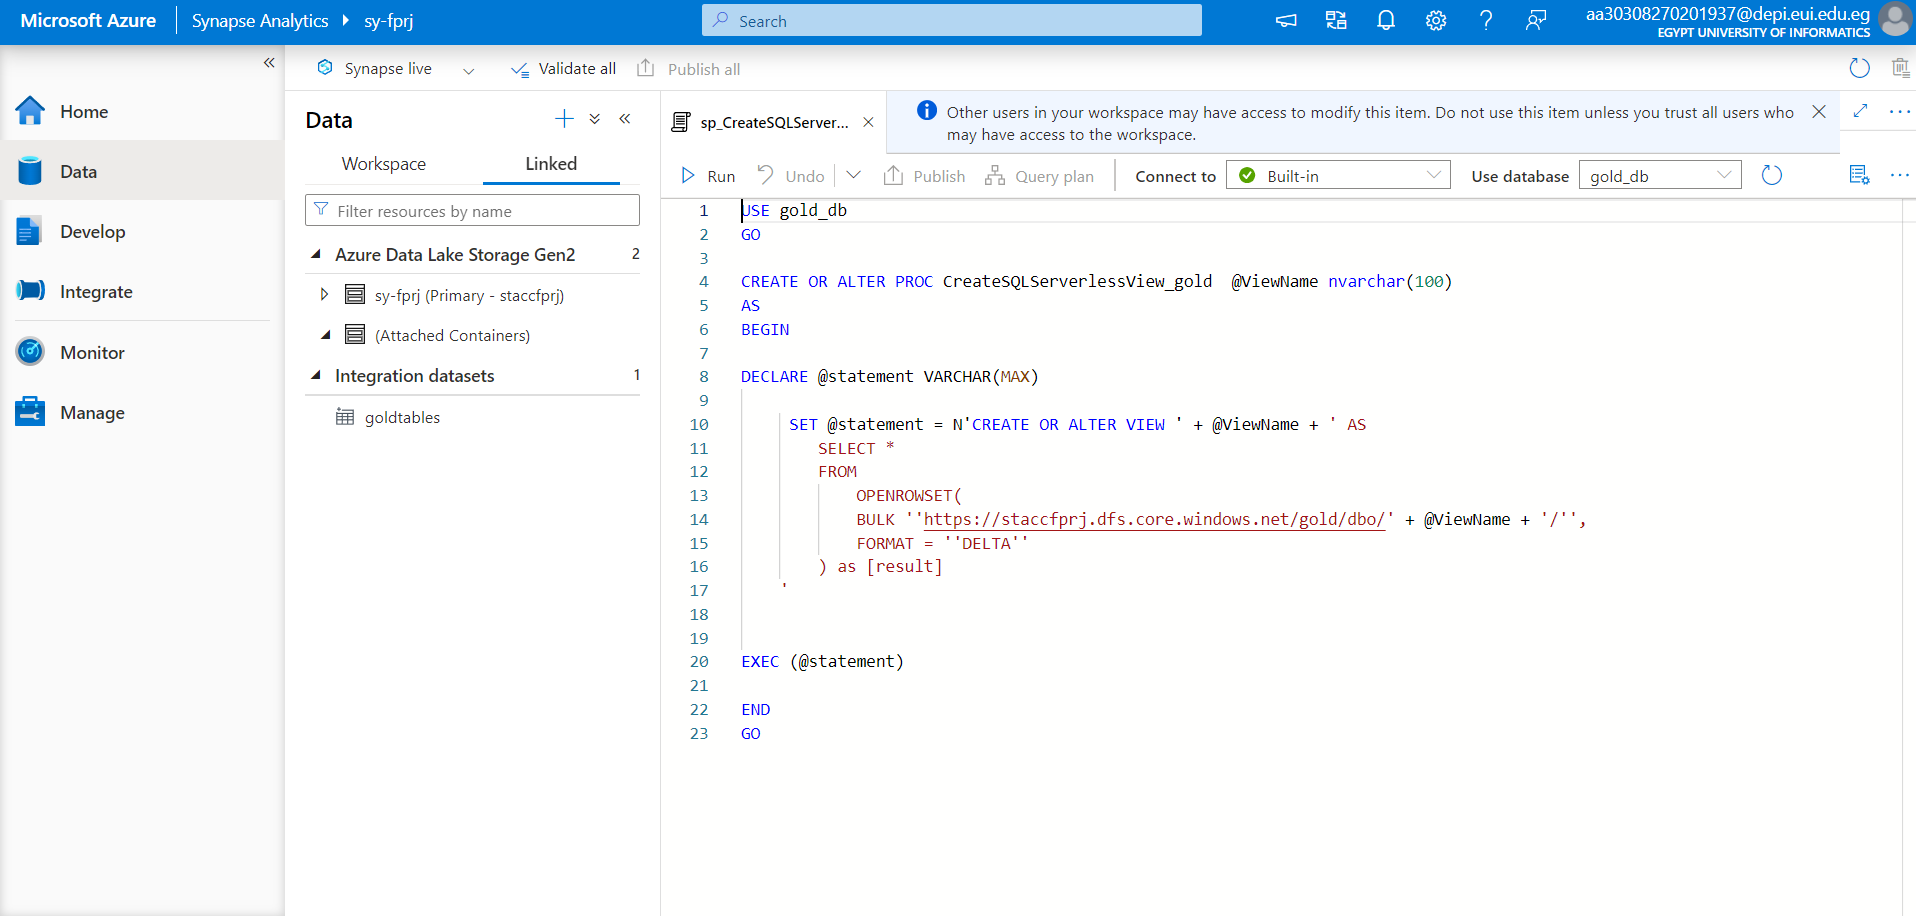 Microsoft Azure
Synapse Analytics
sy-fprj
Search
aa30308270201937@depi.eui.edu.eg
EGYPT UNIVERSITY OF INFORMATICS
Synapse live
Validate all
Publish all
Home
Data
Develop
Integrate
Monitor
Manage
Data
Workspace
Linked
Filter resources by name
Azure Data Lake Storage Gen2 2
sy-fprj (Primary - staccfprj)
(Attached Containers)
Integration datasets 1
goldtables
sp_CreateSQLServer...
Other users in your workspace may have access to modify this item. Do not use this item unless you trust all users who
may have access to the workspace.
Run
Undo
Publish
Query plan
Connect to
Built-in
Use database
gold_db
1 USE gold_db
2 GO
3
4 CREATE OR ALTER PROC CreateSQLServerlessView_gold @ViewName nvarchar(100)
5 AS
6 BEGIN
7
8 DECLARE @statement VARCHAR(MAX)
9
10 SET @statement = N'CREATE OR ALTER VIEW ' + @ViewName + ' AS
11 SELECT *
12 FROM
13 OPENROWSET(
14 BULK ''https://staccfprj.dfs.core.windows.net/gold/dbo/' + @ViewName + '/'',
15 FORMAT = ''DELTA''
16 ) as [result]
17 '
18
19
20 EXEC (@statement)
21
22 END
23 GO